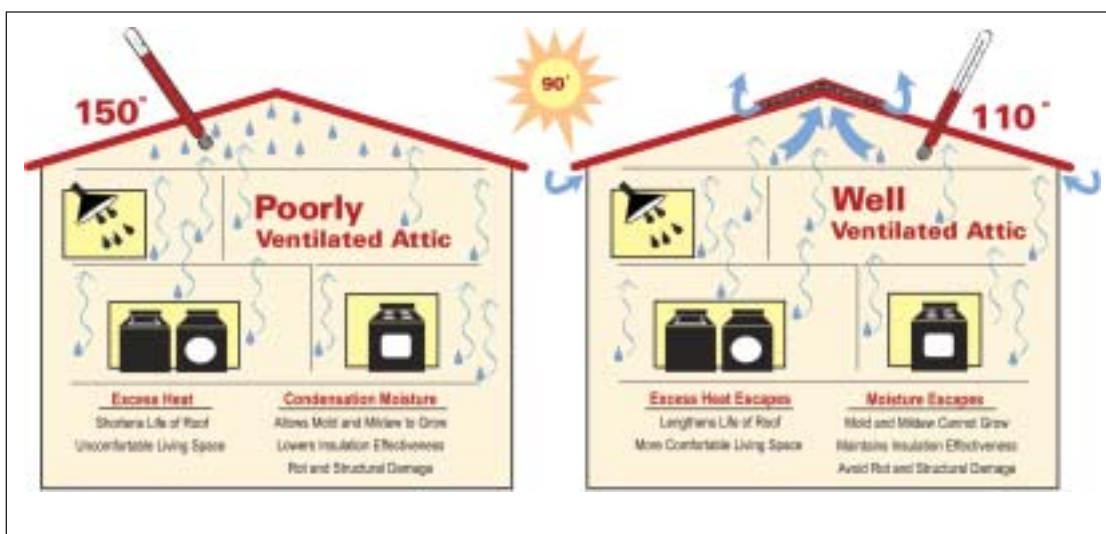 150°
90°
110°
Poorly
Ventilated Attic
Well
Ventilated Attic
Excess Heat
Shortens Life of Roof
Uncomfortable Living Space
Condensation Moisture
Allows Mold and Mildew to Grow
Lowers Insulation Effectiveness
Rot and Structural Damage
Excess Heat Escapes
Lengthens Life of Roof
More Comfortable Living Space
Moisture Escapes
Mold and Mildew Cannot Grow
Maintains Insulation Effectiveness
Avoid Rot and Structural Damage